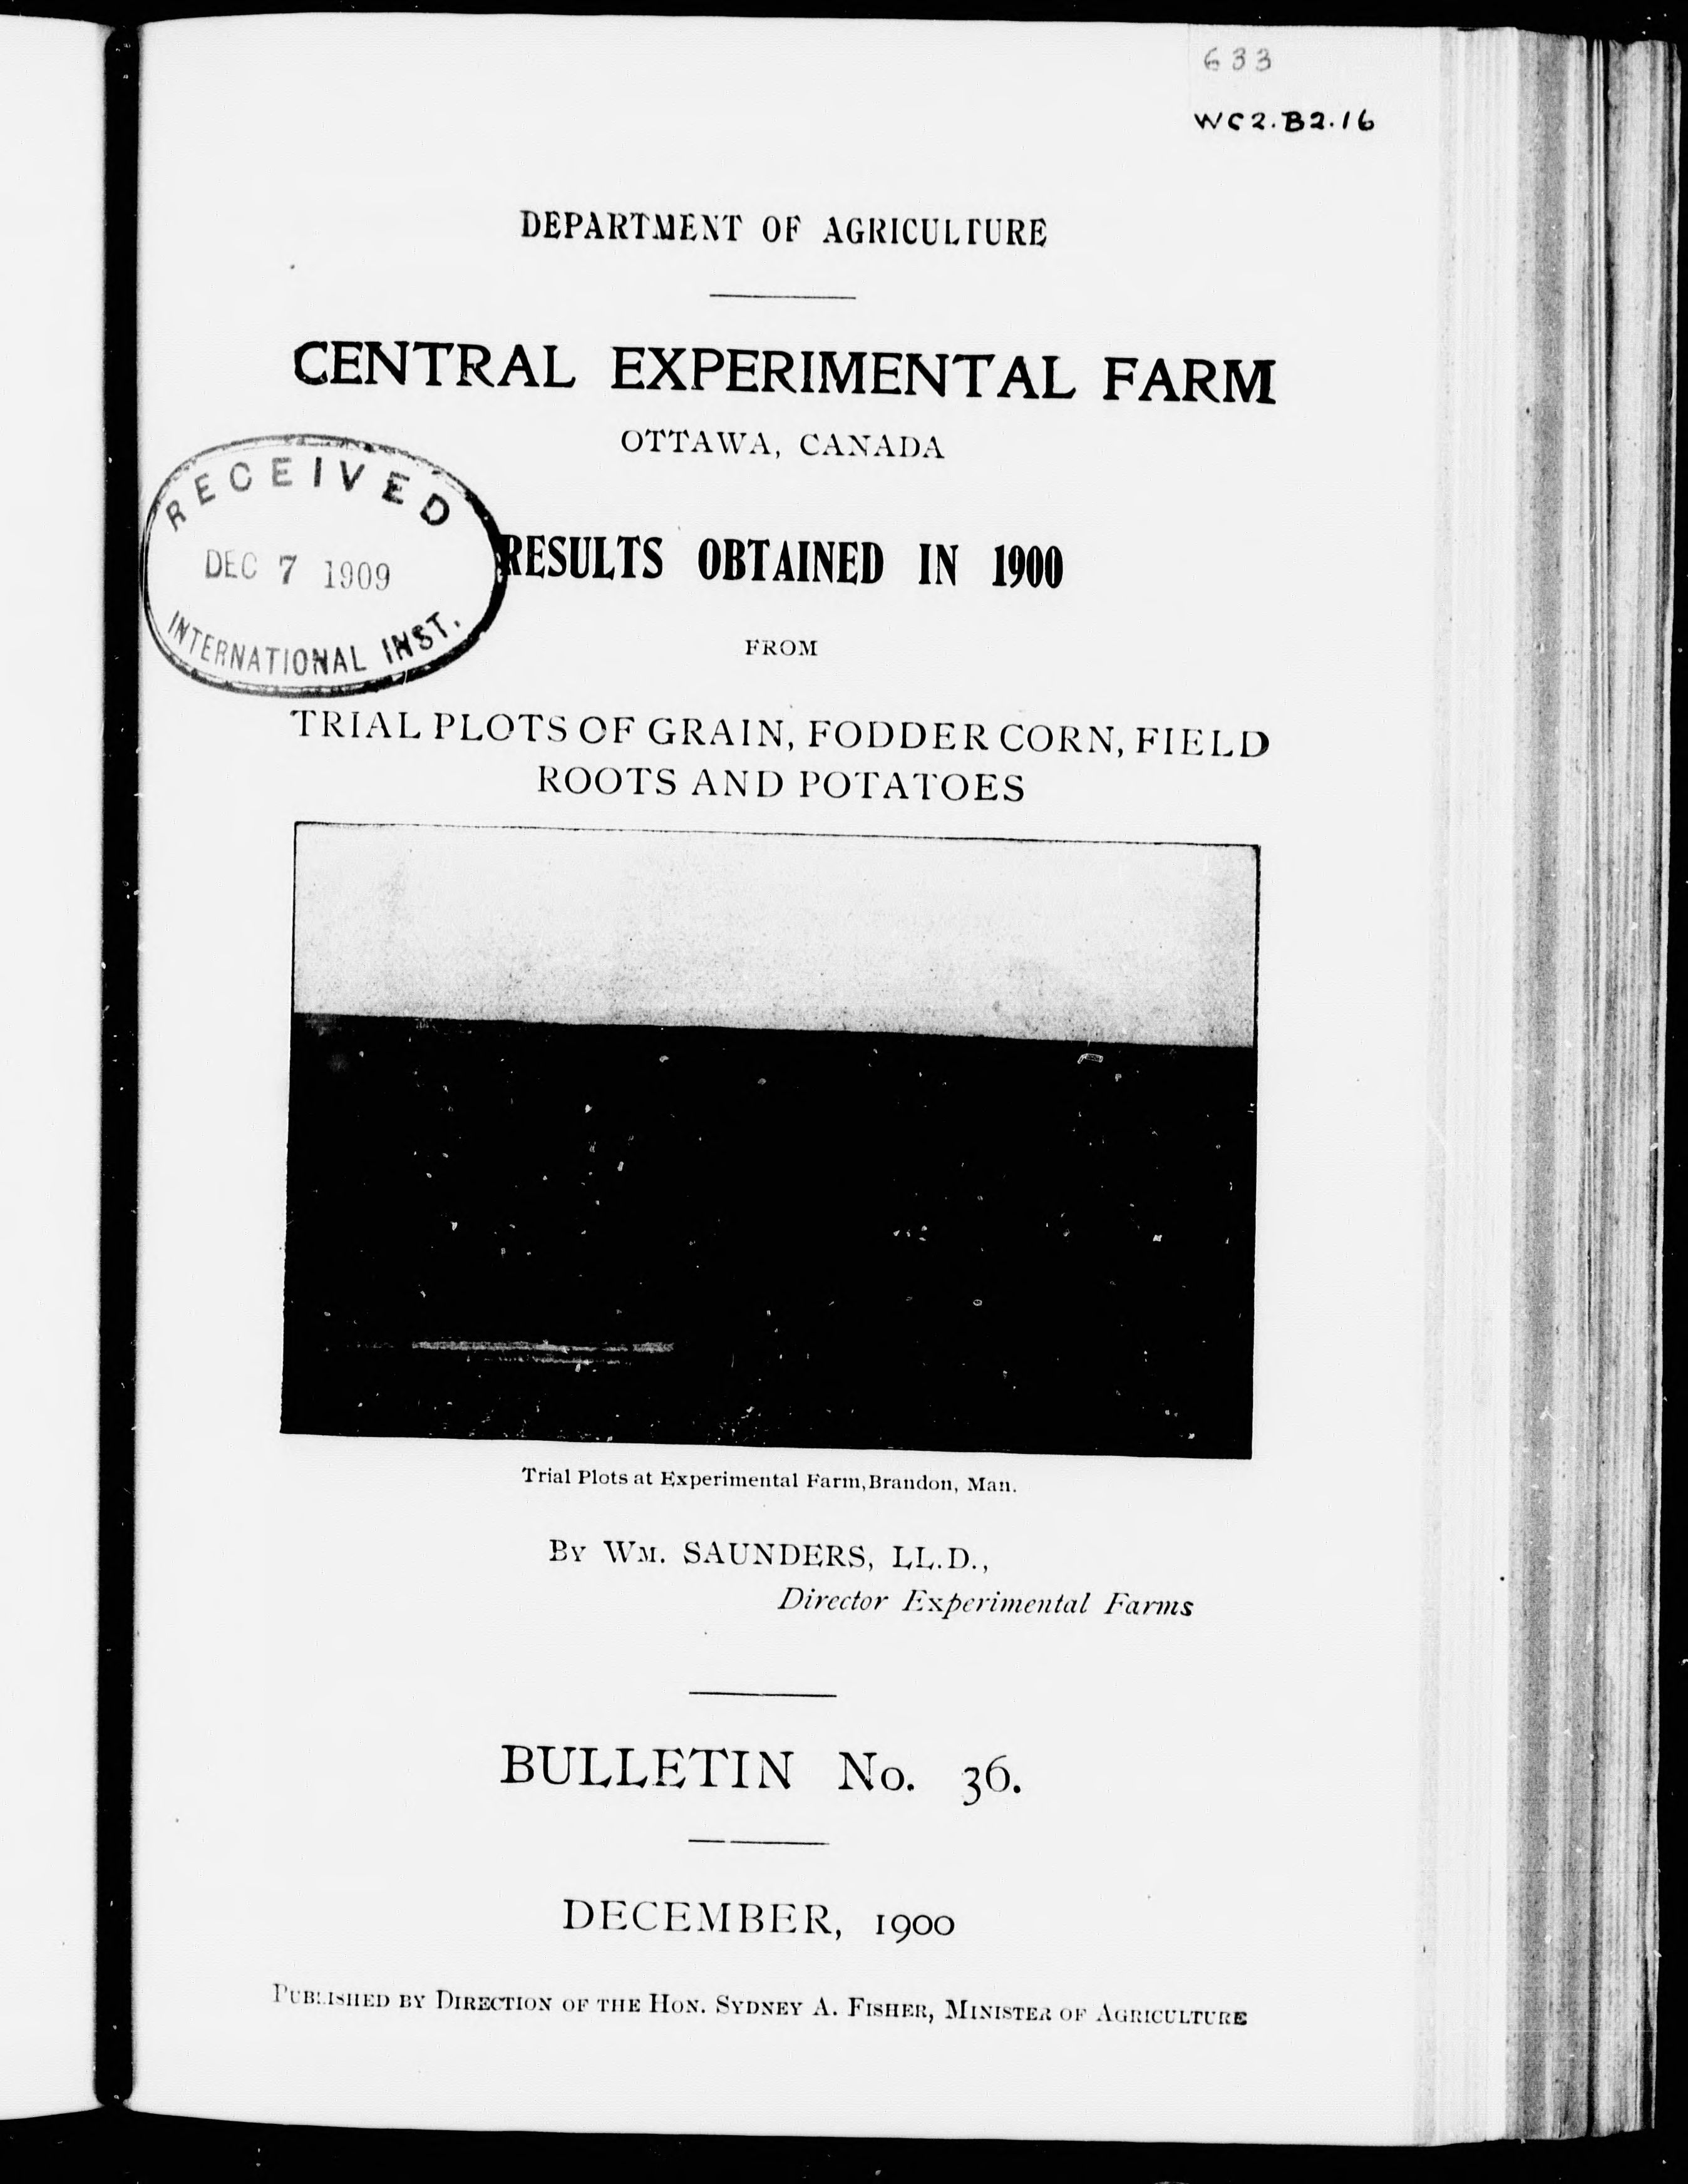 633
WC2.B2.16
DEPARTMENT OF AGRICULTURE
CENTRAL EXPERIMENTAL FARM
OTTAWA, CANADA
RECEIVED
DEC 7 1909
INTERNATIONAL INST.
RESULTS OBTAINED IN 1900
FROM
TRIAL PLOTS OF GRAIN, FODDER CORN, FIELD
ROOTS AND POTATOES
Trial Plots at Experimental Farm, Brandon, Man.
BY WM. SAUNDERS, LL.D.,
Director Experimental Farms
BULLETIN No. 36.
DECEMBER, 1900
PUBLISHED BY DIRECTION OF THE HON. SYDNEY A. FISHER, MINISTER OF AGRICULTURE